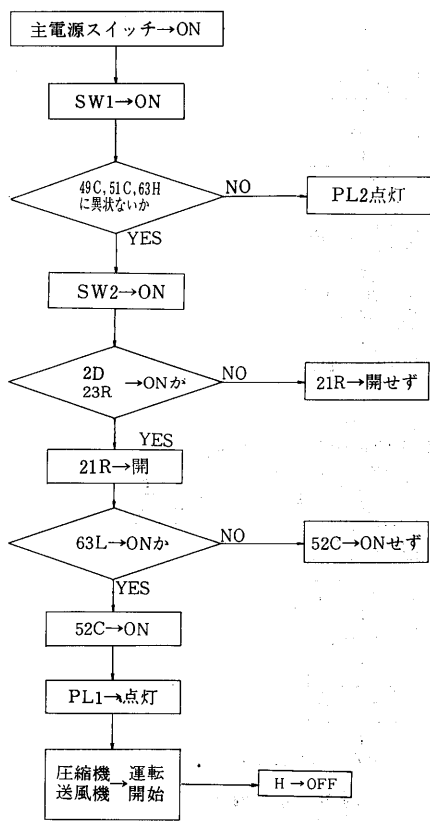 主電源スイッチ→ON
SW1→ON
49C, 51C, 63H
に異状ないか
NO
PL2点灯
YES
SW2→ON
2D
23R →ONか
NO
21R→開せず
YES
21R→開
63L→ONか
NO
52C→ONせず
YES
52C→ON
PL1→点灯
圧縮機→運転
送風機 開始
H→OFF